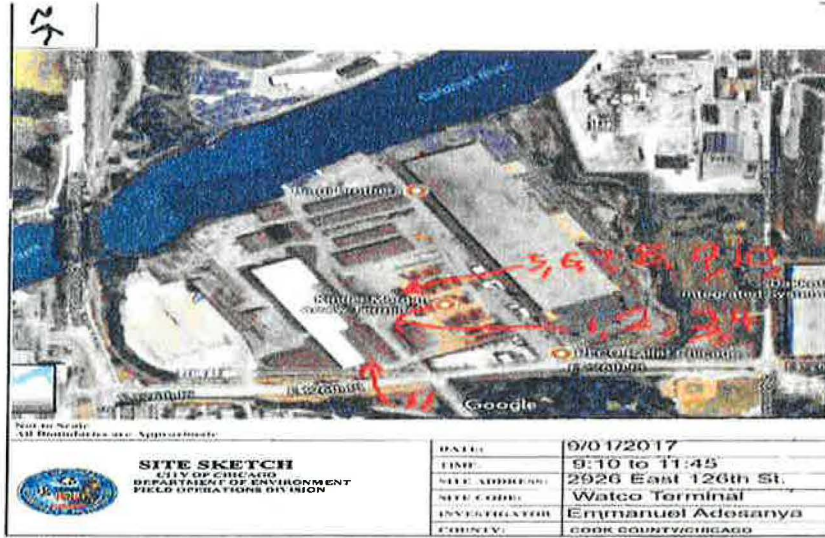 N
Calumet River
5, 6, 7, 8, 9, 10,
Kinder Morgan
1, 2, 3, 4
Google
11
Not to Scale
All Boundaries are Approximate
SITE SKETCH
CITY OF CHICAGO
DEPARTMENT OF ENVIRONMENT
FIELD OPERATIONS DIVISION
DATE: 9/01/2017
TIME: 9:10 to 11:45
SITE ADDRESS: 2926 East 126th St.
SITE CODE: Watco Terminal
INVESTIGATOR Emmanuel Adesanya
COUNTY: COOK COUNTY/CHICAGO